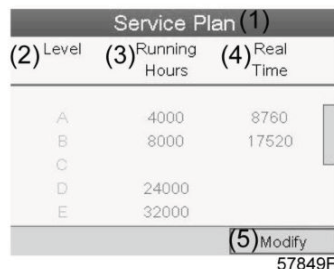 Service Plan (1)
(2) Level (3) Running Hours (4) Real Time
A 4000 8760
B 8000 17520
C
D 24000
E 32000
(5) Modify
57849F